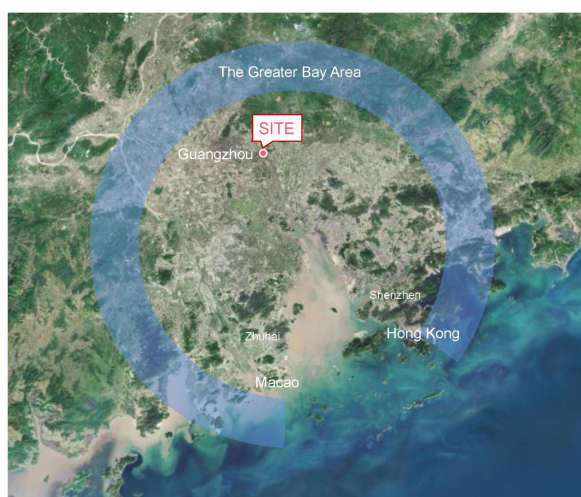 The Greater Bay Area
SITE
Guangzhou
Shenzhen
Zhuhai
Hong Kong
Macao